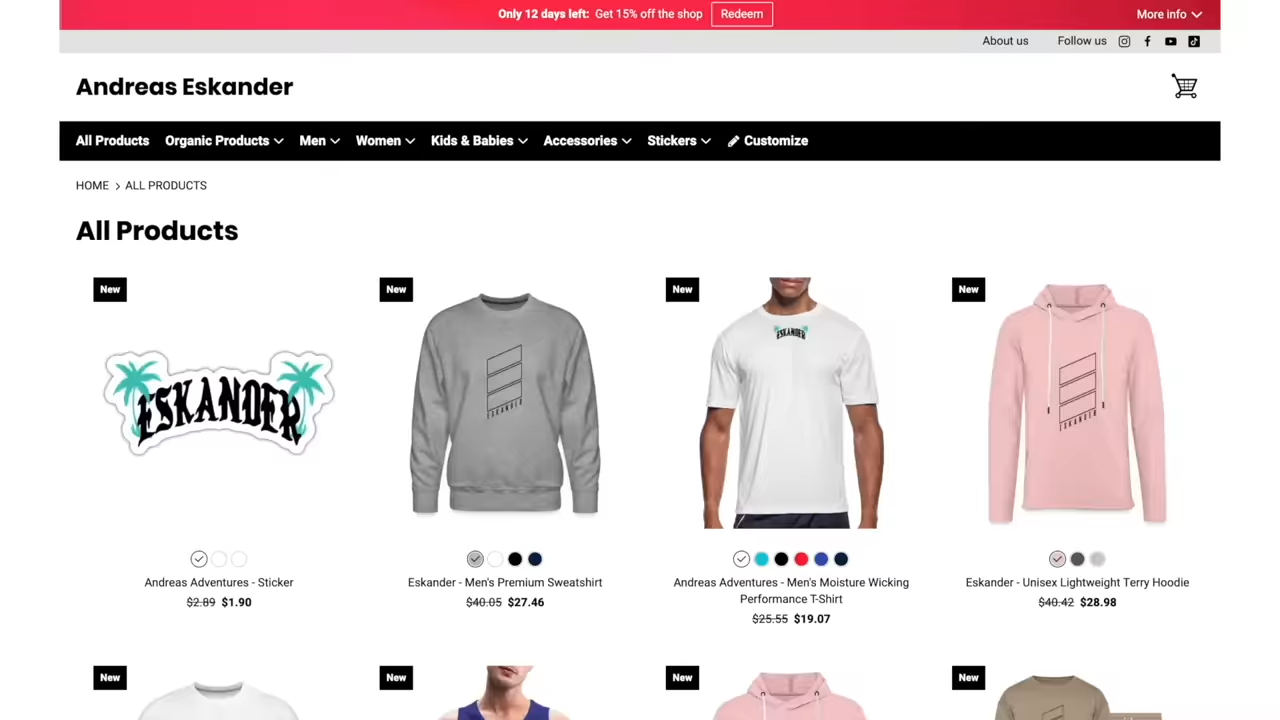 Only 12 days left: Get 15% off the shop Redeem More info
About us Follow us
Andreas Eskander
All Products Organic Products Men Women Kids & Babies Accessories Stickers Customize
HOME > ALL PRODUCTS
All Products
New New New New
ESKANDER
ESKANDER
ESKANDER
ESKANDER
Andreas Adventures - Sticker
$2.89 $1.90
Eskander - Men's Premium Sweatshirt
$40.05 $27.46
Andreas Adventures - Men's Moisture Wicking
Performance T-Shirt
$25.55 $19.07
Eskander - Unisex Lightweight Terry Hoodie
$40.42 $28.98
New New New New